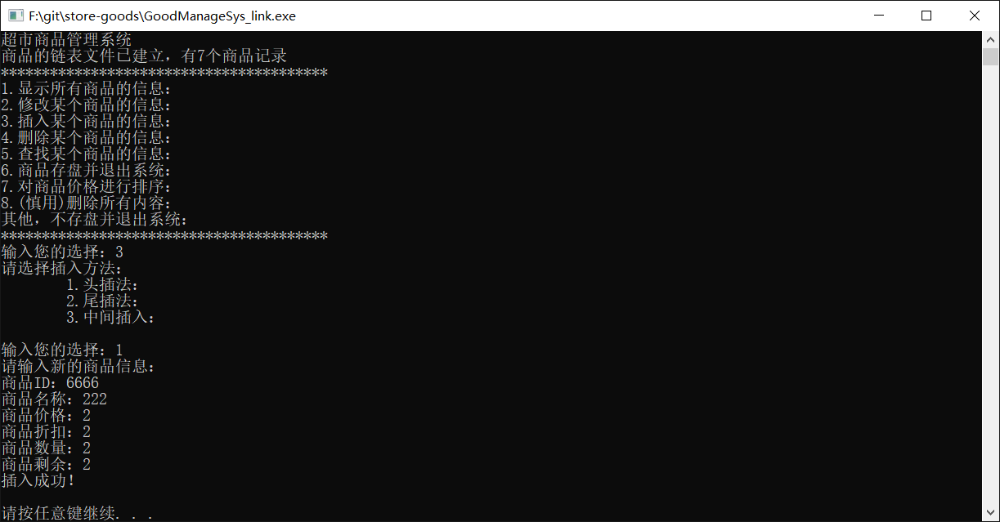 F:\git\store-goods\GoodManageSys_link.exe
超市商品管理系统
商品的链表文件已建立，有7个商品记录
****************************************
1.显示所有商品的信息：
2.修改某个商品的信息：
3.插入某个商品的信息：
4.删除某个商品的信息：
5.查找某个商品的信息：
6.商品存盘并退出系统：
7.对商品价格进行排序：
8.(慎用)删除所有内容：
其他，不存盘并退出系统：
****************************************
输入您的选择：3
请选择插入方法：
1.头插法：
2.尾插法：
3.中间插入：
输入您的选择：1
请输入新的商品信息：
商品ID：6666
商品名称：222
商品价格：2
商品折扣：2
商品数量：2
商品剩余：2
插入成功！
请按任意键继续. . .